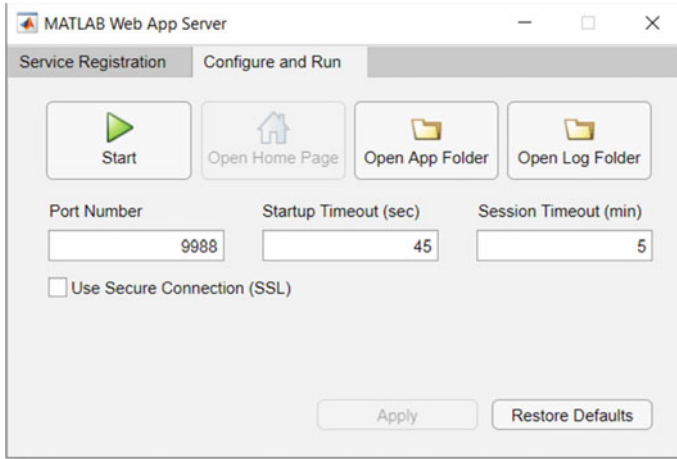 MATLAB Web App Server
Service Registration Configure and Run
Start Open Home Page Open App Folder Open Log Folder
Port Number Startup Timeout (sec) Session Timeout (min)
9988 45 5
Use Secure Connection (SSL)
Apply Restore Defaults